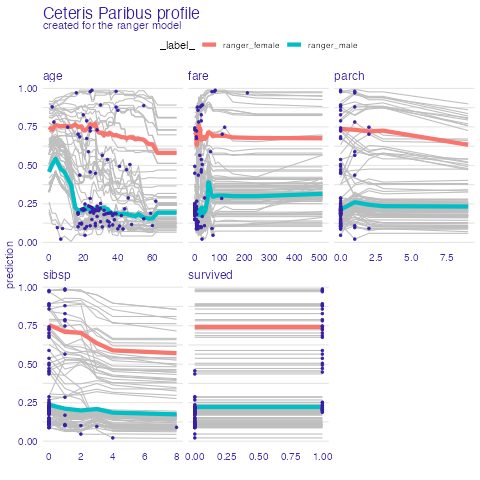 Ceteris Paribus profile
created for the ranger model
_label_ ranger_female ranger_male
age fare parch
1.00
0.75
0.50
0.25
0.00
0 20 40 60 0 100 200 300 400 500 0.0 2.5 5.0 7.5
prediction
sibsp survived
1.00
0.75
0.50
0.25
0.00
0 2 4 6 8 0.00 0.25 0.50 0.75 1.00